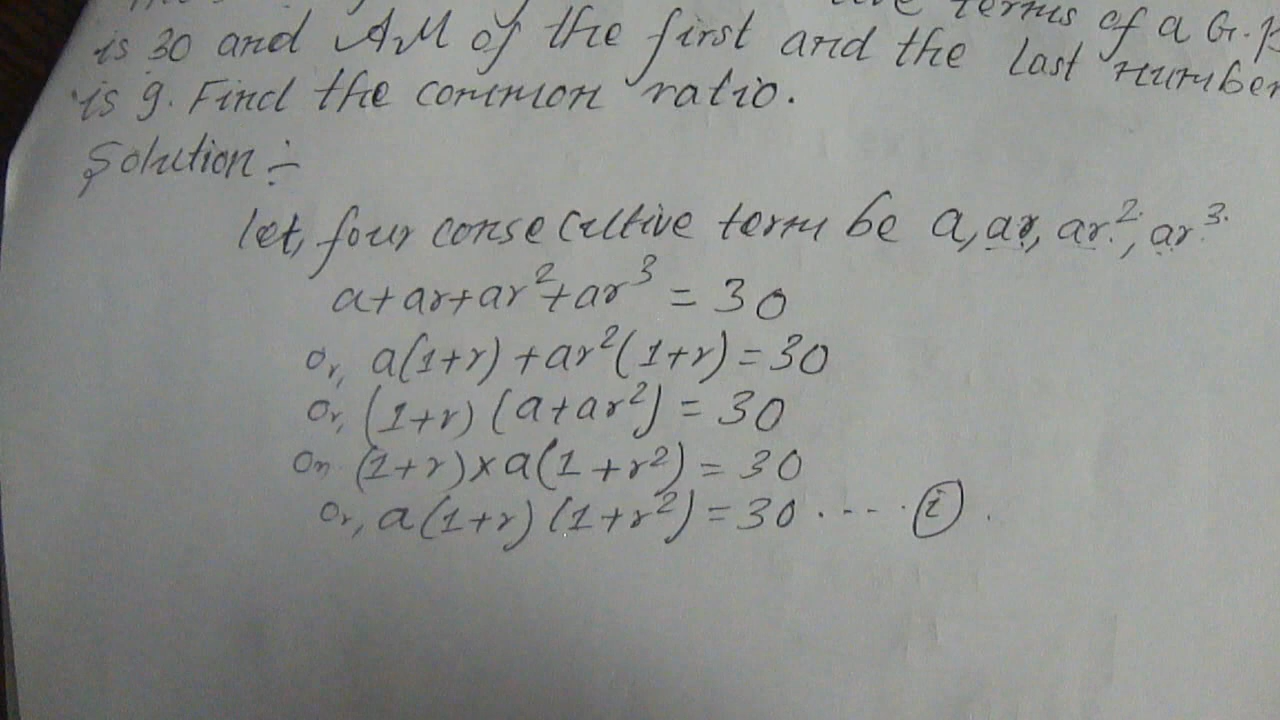 terms of a G.P
is 30 and AM of the first and the last number
is 9. Find the common ratio.
Solution :-
let, four consecutive term be a, ar, ar², ar³.
a+ar+ar²+ar³ = 30
Or, a(1+r) + ar²(1+r) = 30
Or, (1+r) (a+ar²) = 30
Or (1+r)×a(1+r²) = 30
Or, a(1+r) (1+r²) = 30 ..... (i)